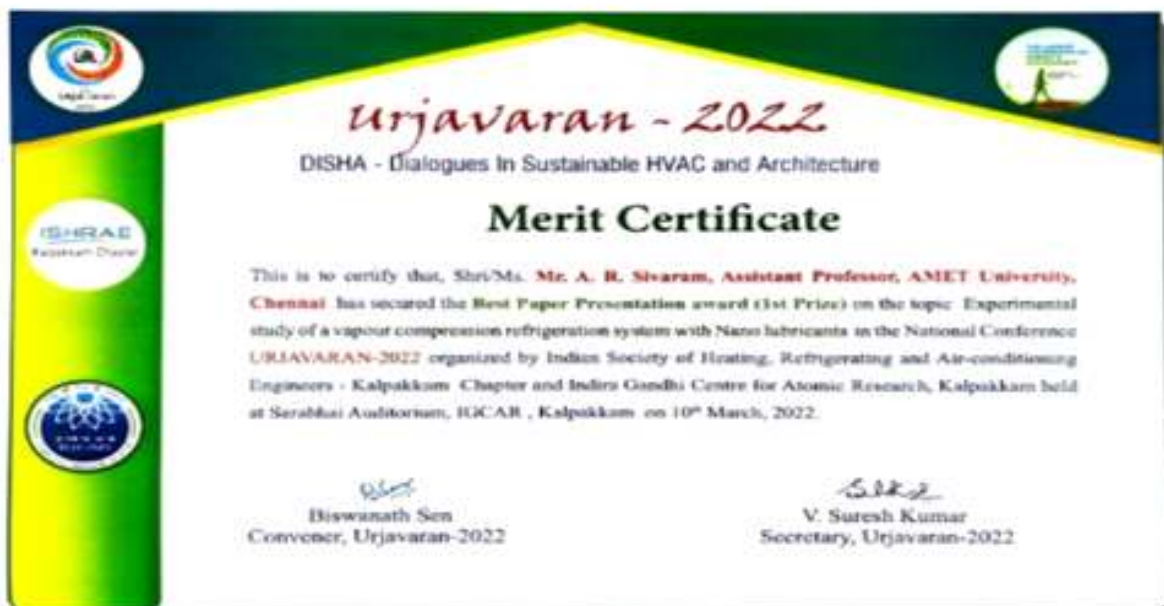 Urjavaran - 2022
DISHA - Dialogues In Sustainable HVAC and Architecture
Merit Certificate
ISHRAE
Kalpakkam Chapter
This is to certify that, Shri/Ms. Mr. A. R. Sivaram, Assistant Professor, AMET University,
Chennai has secured the Best Paper Presentation award (1st Prize) on the topic Experimental
study of a vapour compression refrigeration system with Nano lubricants in the National Conference
URJAVARAN-2022 organized by Indian Society of Heating, Refrigerating and Air-conditioning
Engineers - Kalpakkam Chapter and Indira Gandhi Centre for Atomic Research, Kalpakkam held
at Sarabhai Auditorium, IGCAR , Kalpakkam on 10th March, 2022.
Biswanath Sen
Convener, Urjavaran-2022
V. Suresh Kumar
Secretary, Urjavaran-2022